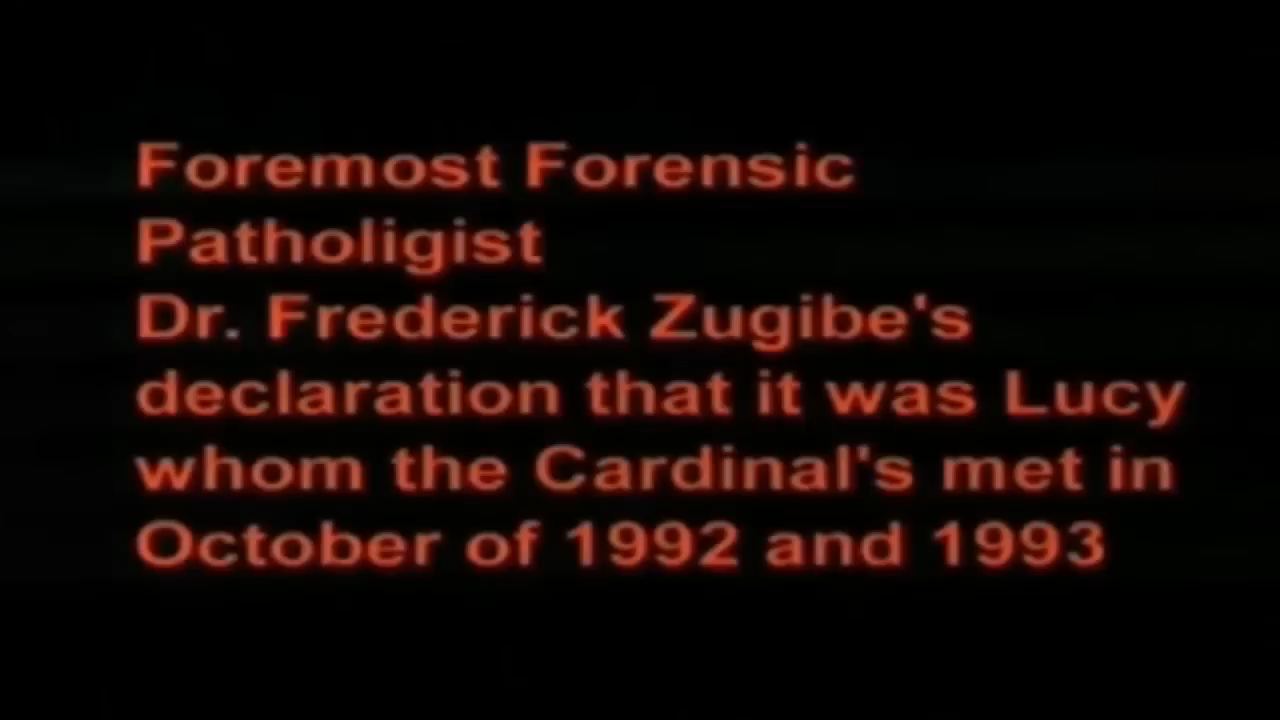 Foremost Forensic
Patholigist
Dr. Frederick Zugibe's
declaration that it was Lucy
whom the Cardinal's met in
October of 1992 and 1993